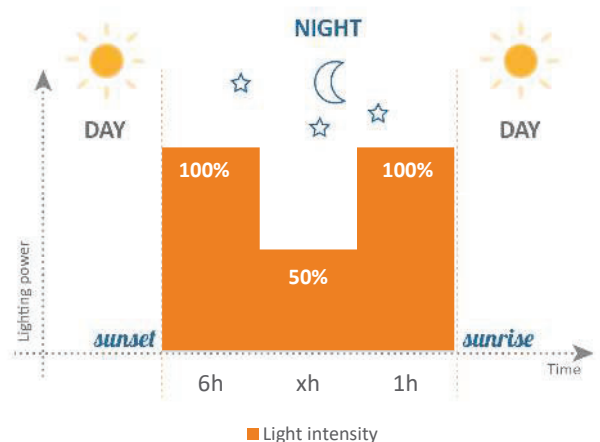 NIGHT
DAY
DAY
100%
100%
50%
Lighting power
sunset
sunrise
Time
6h
xh
1h
Light intensity